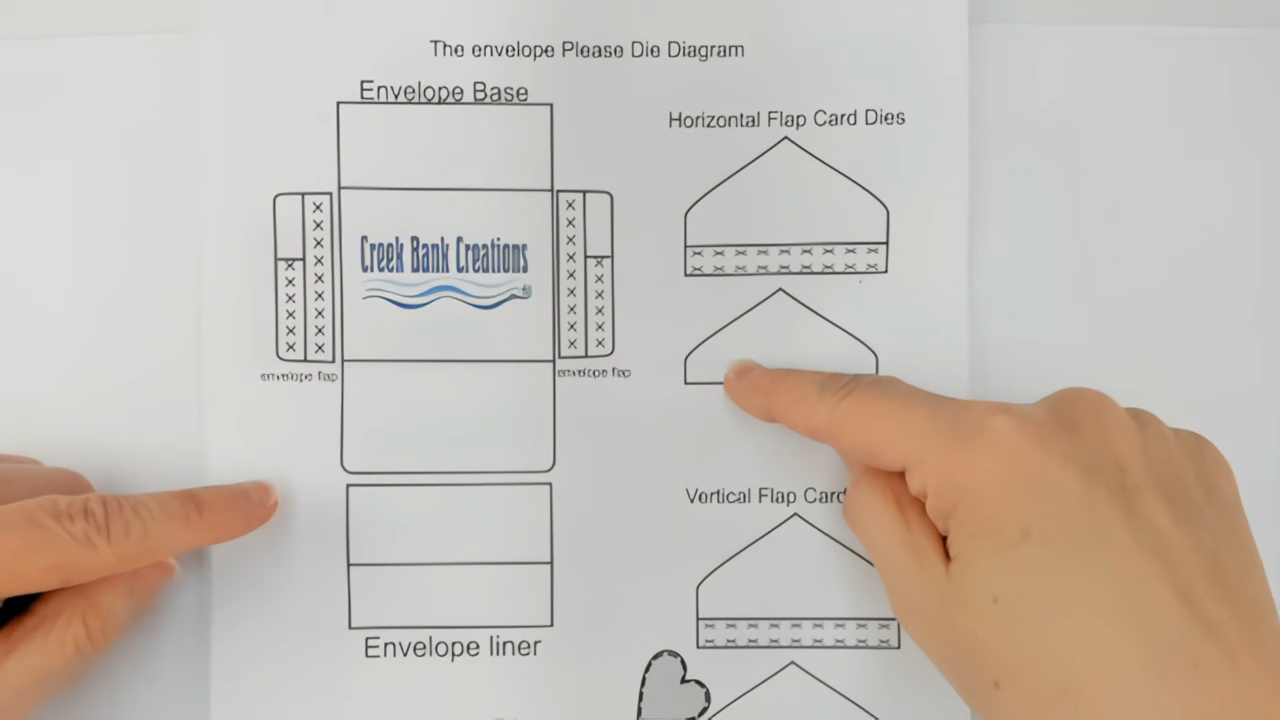 The envelope Please Die Diagram
Envelope Base
Horizontal Flap Card Dies
Creek Bank Creations
envelope flap
envelope flap
Vertical Flap Card
Envelope liner